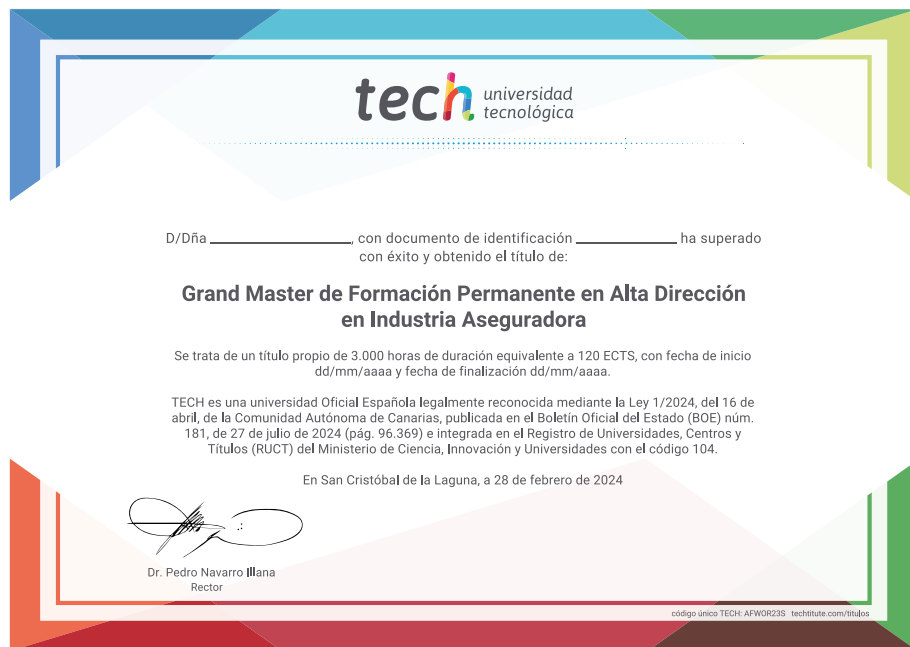 tech universidad
tecnológica
D/Dña ____________, con documento de identificación ____________ ha superado
con éxito y obtenido el título de:
Grand Master de Formación Permanente en Alta Dirección
en Industria Aseguradora
Se trata de un título propio de 3.000 horas de duración equivalente a 120 ECTS, con fecha de inicio
dd/mm/aaaa y fecha de finalización dd/mm/aaaa.
TECH es una universidad Oficial Española legalmente reconocida mediante la Ley 1/2024, del 16 de
abril, de la Comunidad Autónoma de Canarias, publicada en el Boletín Oficial del Estado (BOE) núm.
181, de 27 de julio de 2024 (pág. 96.369) e integrada en el Registro de Universidades, Centros y
Títulos (RUCT) del Ministerio de Ciencia, Innovación y Universidades con el código 104.
En San Cristóbal de la Laguna, a 28 de febrero de 2024
Dr. Pedro Navarro Illana
Rector
código único TECH: AFWOR23S techtitute.com/titulos